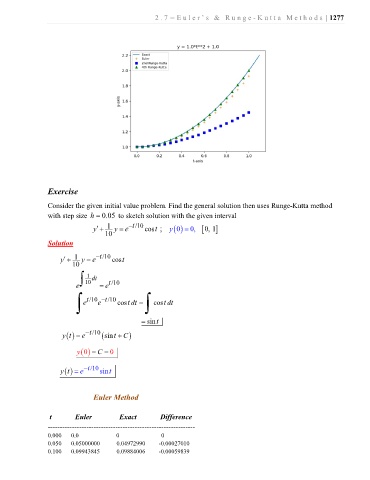 2.7 – Euler's & Runge-Kutta Methods | 1277
y = 1.0*t**2 + 1.0
Exact
Euler
2nd Runge-Kutta
4th Runge-Kutta
2.2
2.0
1.8
1.6
1.4
1.2
1.0
y-axis
0.0 0.2 0.4 0.6 0.8 1.0
t-axis
Exercise
Consider the given initial value problem. Find the general solution then uses Runge-Kutta method
with step size h = 0.05 to sketch solution with the given interval
y' + 1/10 y = e^(-t/10) cos t ; y(0) = 0, [0, 1]
Solution
y' + 1/10 y = e^(-t/10) cos t
e^(∫ 1/10 dt) = e^(t/10)
∫ e^(t/10) e^(-t/10) cos t dt = ∫ cos t dt
= sin t
y(t) = e^(-t/10) (sin t + C)
y(0) = C = 0
y(t) = e^(-t/10) sin t
Euler Method
t Euler Exact Difference
0.000 0.0 0 0
0.050 0.05000000 0.04972990 -0.00027010
0.100 0.09943845 0.09884006 -0.00059839